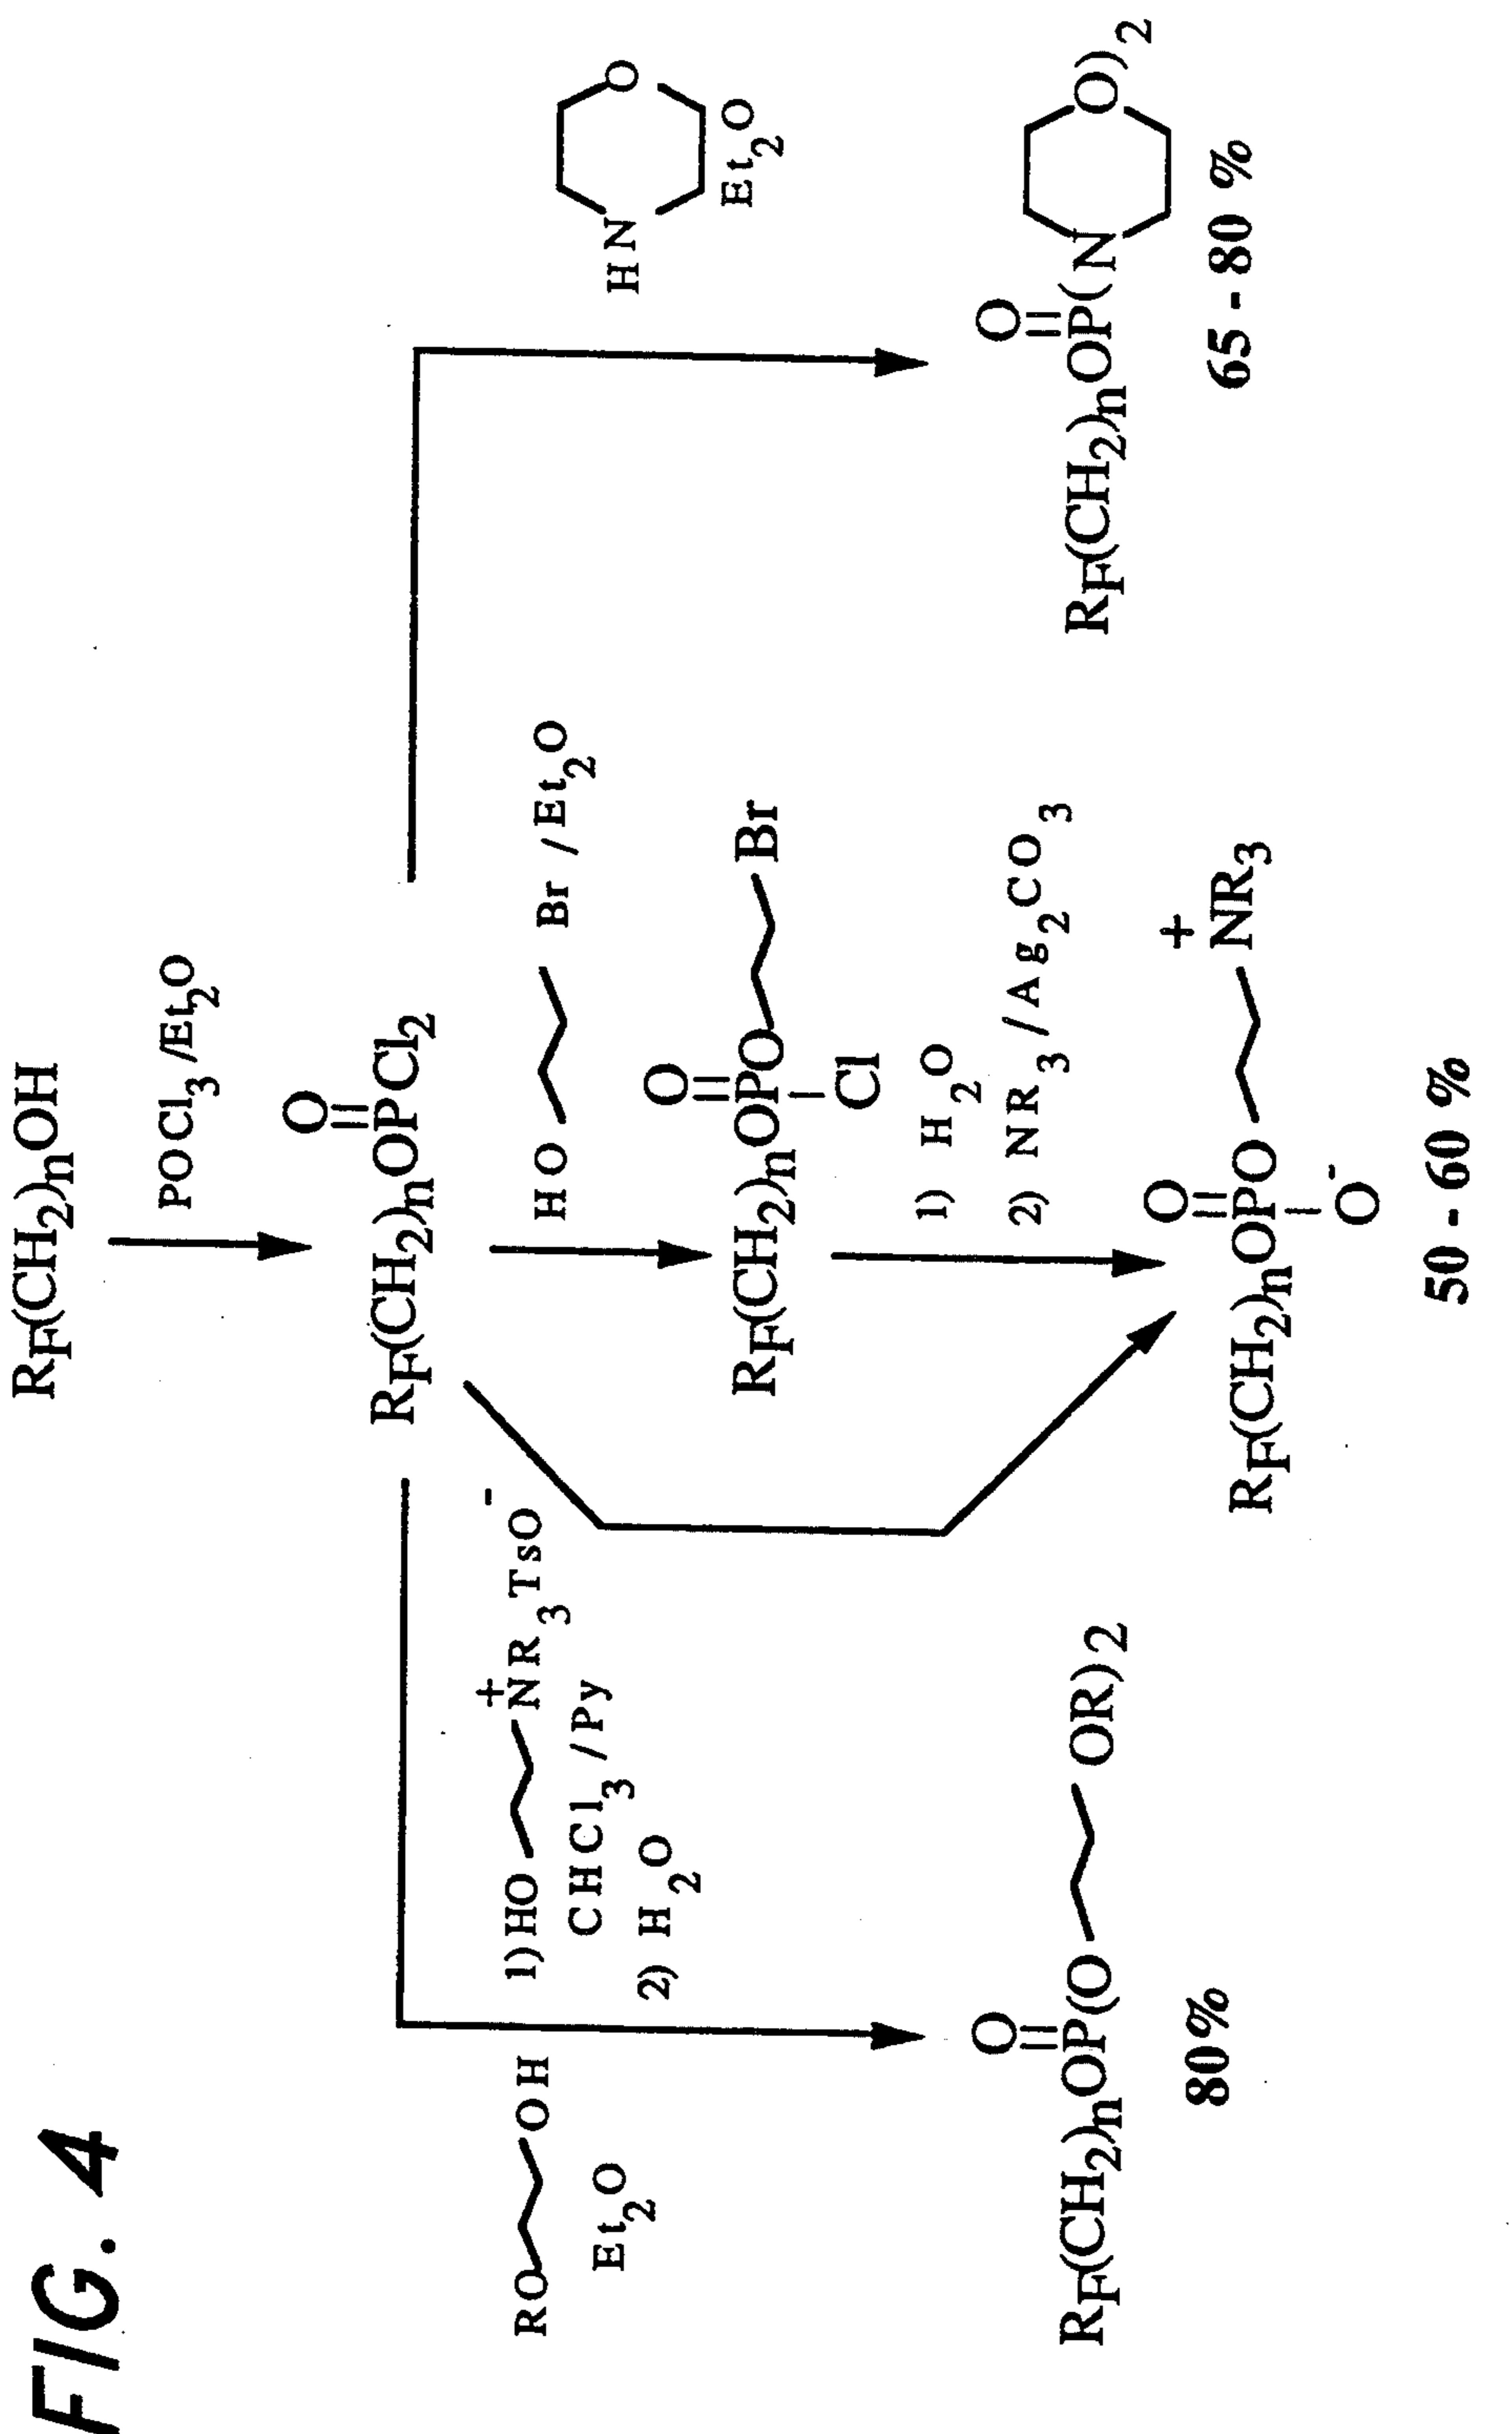 FIG. 4
RF(CH2)nOH
POCl3/Et2O
O
RF(CH2)nOPCl2
RO OH
Et2O
1)HO +NR3TsO-
CHCl3/Py
2) H2O
HO Br /Et2O
HN O
Et2O
O
RF(CH2)nOPO Br
Cl
1) H2O
2) NR3/Ag2CO3
O
RF(CH2)nOP(O OR)2
80%
O
RF(CH2)nOPO +NR3
O-
50 - 60 %
O
RF(CH2)nOP(N O)2
65 - 80 %